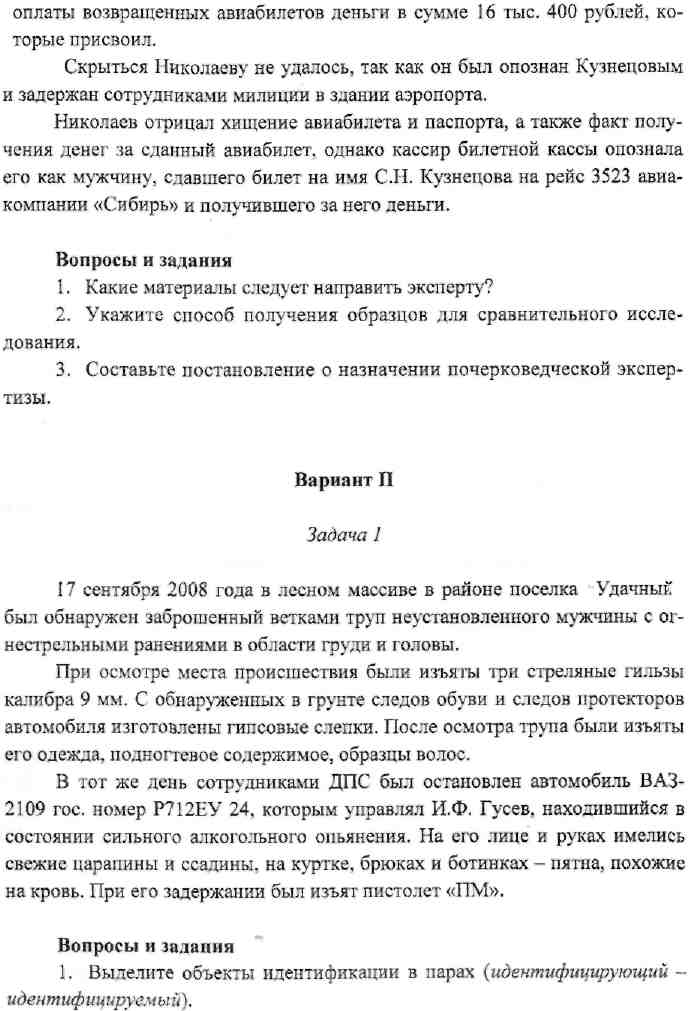 оплаты возвращенных авиабилетов деньги в сумме 16 тыс. 400 рублей, ко-
торые присвоил.
Скрыться Николаеву не удалось, так как он был опознан Кузнецовым
и задержан сотрудниками милиции в здании аэропорта.
Николаев отрицал хищение авиабилета и паспорта, а также факт полу-
чения денег за сданный авиабилет, однако кассир билетной кассы опознала
его как мужчину, сдавшего билет на имя С.Н. Кузнецова на рейс 3523 авиа-
компании «Сибирь» и получившего за него деньги.
Вопросы и задания
1. Какие материалы следует направить эксперту?
2. Укажите способ получения образцов для сравнительного иссле-
дования.
3. Составьте постановление о назначении почерковедческой экспер-
тизы.
Вариант II
Задача 1
17 сентября 2008 года в лесном массиве в районе поселка Удачный
был обнаружен заброшенный ветками труп неустановленного мужчины с ог-
нестрельными ранениями в области груди и головы.
При осмотре места происшествия были изъяты три стреляные гильзы
калибра 9 мм. С обнаруженных в грунте следов обуви и следов протекторов
автомобиля изготовлены гипсовые слепки. После осмотра трупа были изъяты
его одежда, подногтевое содержимое, образцы волос.
В тот же день сотрудниками ДПС был остановлен автомобиль ВАЗ-
2109 гос. номер Р712ЕУ 24, которым управлял И.Ф. Гусев, находившийся в
состоянии сильного алкогольного опьянения. На его лице и руках имелись
свежие царапины и ссадины, на куртке, брюках и ботинках – пятна, похожие
на кровь. При его задержании был изъят пистолет «ПМ».
Вопросы и задания
1. Выделите объекты идентификации в парах (идентифицирующий –
идентифицируемый).